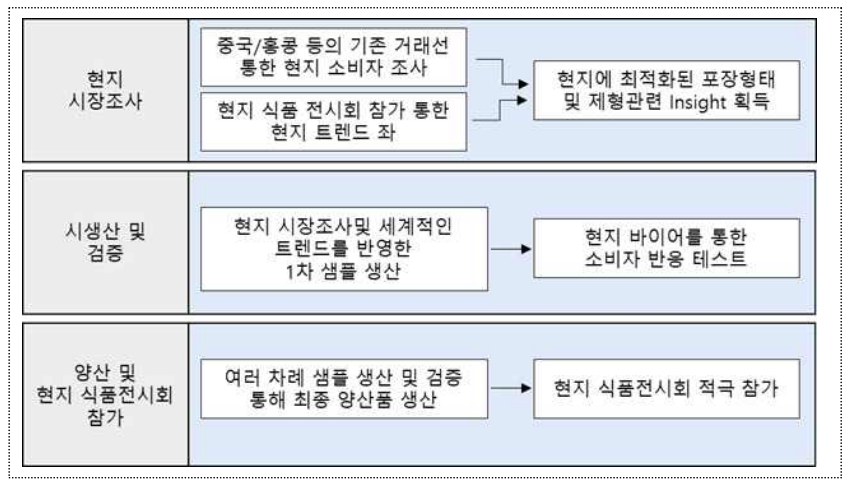 현지
시장조사
중국/홍콩 등의 기존 거래선
통한 현지 소비자 조사
현지 식품 전시회 참가 통한
현지 트렌드 좌
현지에 최적화된 포장형태
및 제형관련 Insight 획득
시생산 및
검증
현지 시장조사및 세계적인
트렌드를 반영한
1차 샘플 생산
현지 바이어를 통한
소비자 반응 테스트
양산 및
현지 식품전시회
참가
여러 차례 샘플 생산 및 검증
통해 최종 양산품 생산
현지 식품전시회 적극 참가